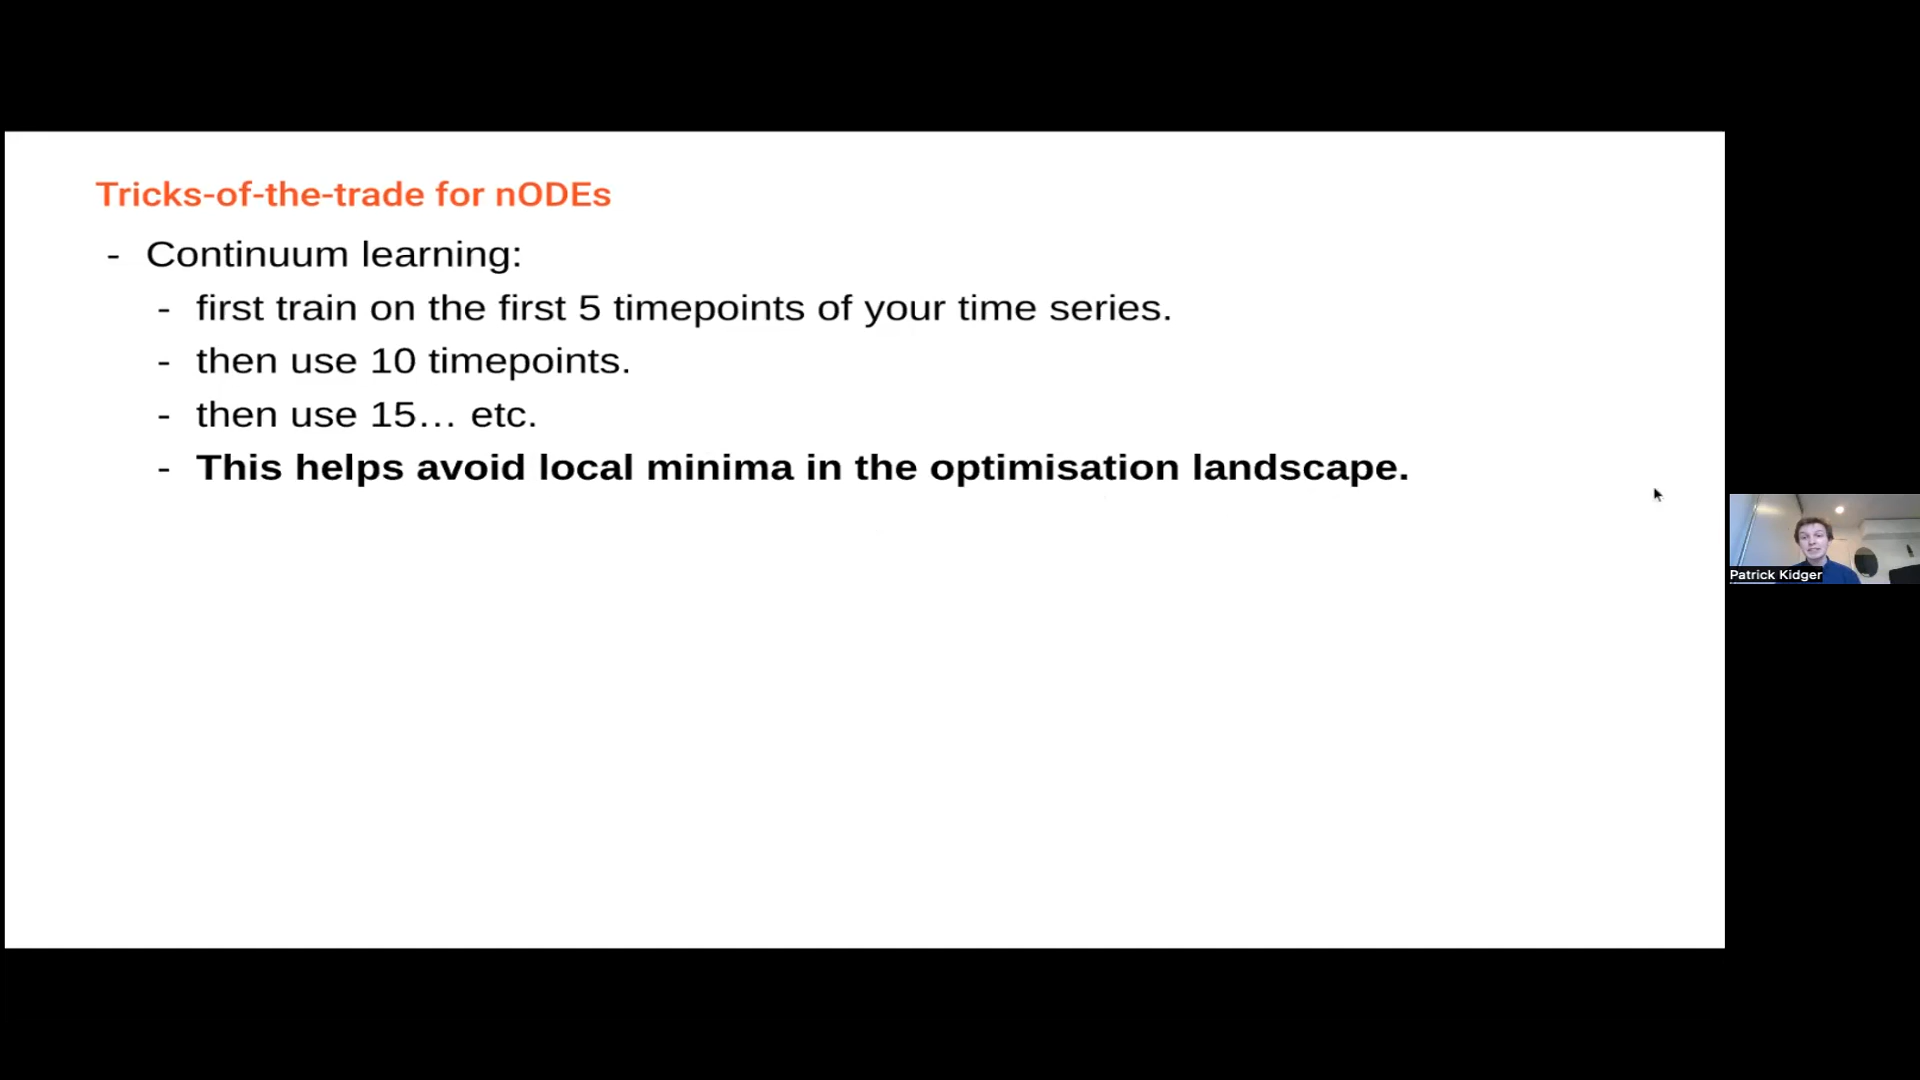 Tricks-of-the-trade for nODEs
- Continuum learning:
- first train on the first 5 timepoints of your time series.
- then use 10 timepoints.
- then use 15… etc.
- This helps avoid local minima in the optimisation landscape.
Patrick Kidger